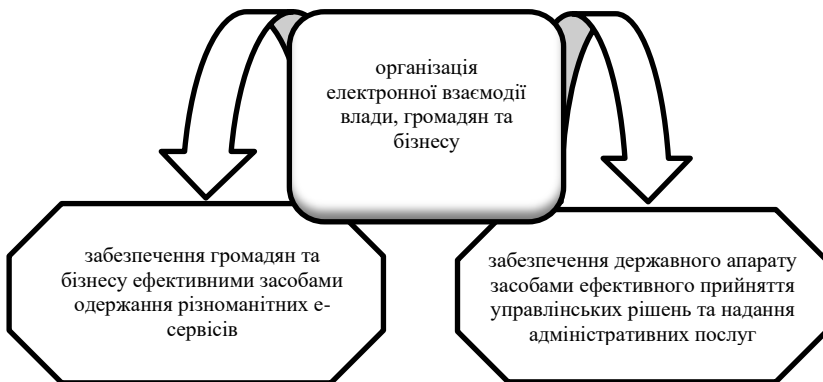 організація
електронної взаємодії
влади, громадян та
бізнесу
забезпечення громадян та
бізнесу ефективними засобами
одержання різноманітних е-
сервісів
забезпечення державного апарату
засобами ефективного прийняття
управлінських рішень та надання
адміністративних послуг